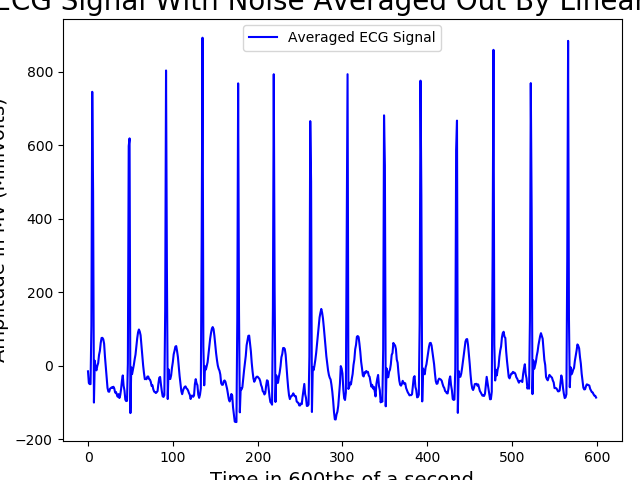 ECG Signal With Noise Averaged Out By Linear
Averaged ECG Signal
Amplitude in MV (Millivolts)
800
600
400
200
0
−200
0 100 200 300 400 500 600
Time in 600ths of a second